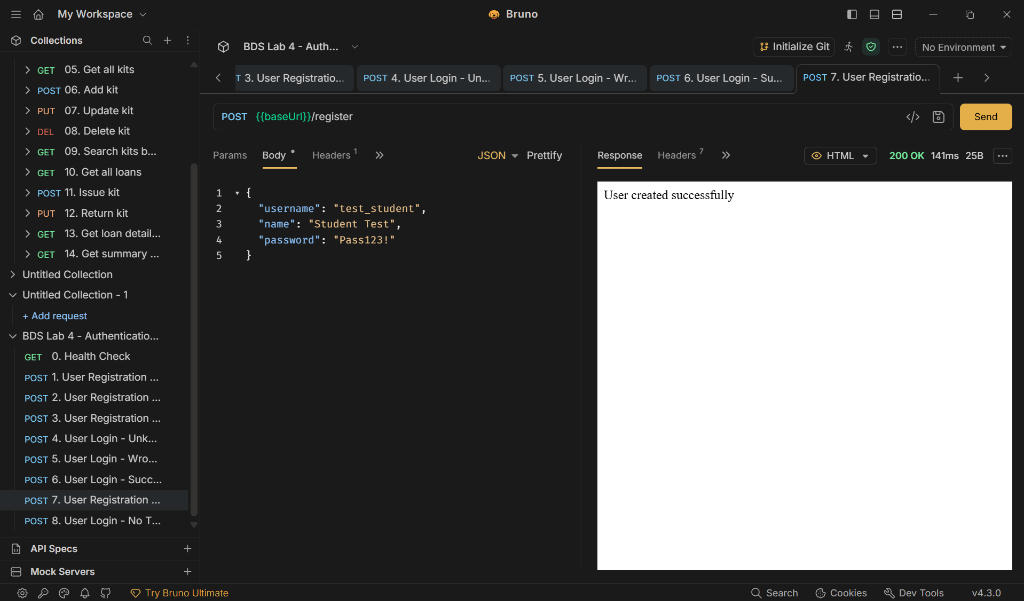 My Workspace
Bruno
Collections
BDS Lab 4 - Auth...
Initialize Git
No Environment
GET 05. Get all kits
POST 06. Add kit
PUT 07. Update kit
DEL 08. Delete kit
GET 09. Search kits b...
GET 10. Get all loans
POST 11. Issue kit
PUT 12. Return kit
GET 13. Get loan detail...
GET 14. Get summary ...
Untitled Collection
Untitled Collection - 1
+ Add request
BDS Lab 4 - Authenticatio...
GET 0. Health Check
POST 1. User Registration ...
POST 2. User Registration ...
POST 3. User Registration ...
POST 4. User Login - Unk...
POST 5. User Login - Wro...
POST 6. User Login - Succ...
POST 7. User Registration ...
POST 8. User Login - No T...
API Specs
Mock Servers
T 3. User Registratio...
POST 4. User Login - Un...
POST 5. User Login - Wr...
POST 6. User Login - Su...
POST 7. User Registratio...
POST {{baseUrl}}/register
Send
Params
Body
Headers 1
JSON
Prettify
1 {
2 "username": "test_student",
3 "name": "Student Test",
4 "password": "Pass123!"
5 }
Response
Headers 7
HTML
200 OK 141ms 25B
User created successfully
Try Bruno Ultimate
Search
Cookies
Dev Tools
v4.3.0